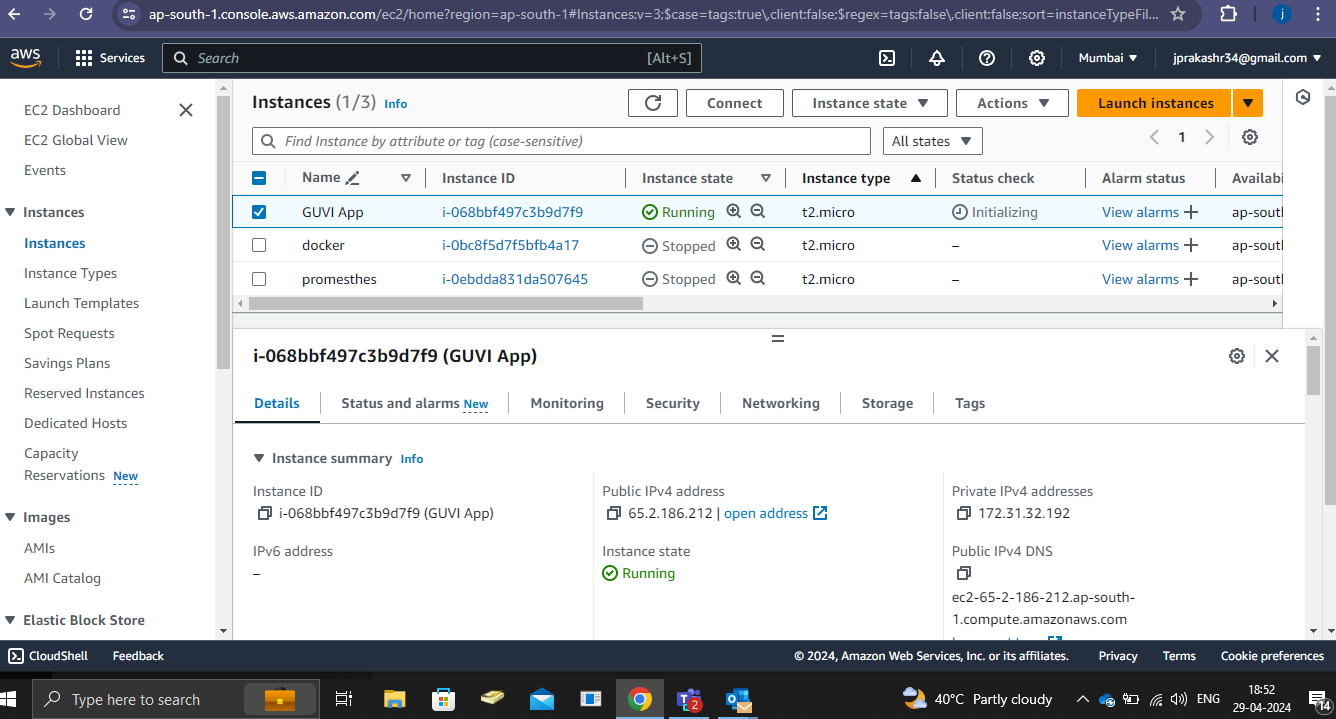 ap-south-1.console.aws.amazon.com/ec2/home?region=ap-south-1#Instances:v=3;$case=tags:true\,client:false;$regex=tags:false\,client:false;sort=instanceTypeFil...
j
aws
Services
Search
[Alt+S]
Mumbai
jprakashr34@gmail.com
EC2 Dashboard
EC2 Global View
Events
Instances
Instances
Instance Types
Launch Templates
Spot Requests
Savings Plans
Reserved Instances
Dedicated Hosts
Capacity
Reservations New
Images
AMIs
AMI Catalog
Elastic Block Store
Instances (1/3) Info
Connect
Instance state
Actions
Launch instances
Find Instance by attribute or tag (case-sensitive)
All states
1
Name Instance ID Instance state Instance type Status check Alarm status Availabi
GUVI App i-068bbf497c3b9d7f9 Running t2.micro Initializing View alarms + ap-sout
docker i-0bc8f5d7f5bfb4a17 Stopped t2.micro – View alarms + ap-sout
promesthes i-0ebdda831da507645 Stopped t2.micro – View alarms + ap-sout
i-068bbf497c3b9d7f9 (GUVI App)
Details Status and alarms New Monitoring Security Networking Storage Tags
Instance summary Info
Instance ID
i-068bbf497c3b9d7f9 (GUVI App)
IPv6 address
–
Public IPv4 address
65.2.186.212 | open address
Instance state
Running
Private IPv4 addresses
172.31.32.192
Public IPv4 DNS
ec2-65-2-186-212.ap-south-
1.compute.amazonaws.com
CloudShell Feedback © 2024, Amazon Web Services, Inc. or its affiliates. Privacy Terms Cookie preferences
Type here to search
2
40°C Partly cloudy
ENG
18:52
29-04-2024
14